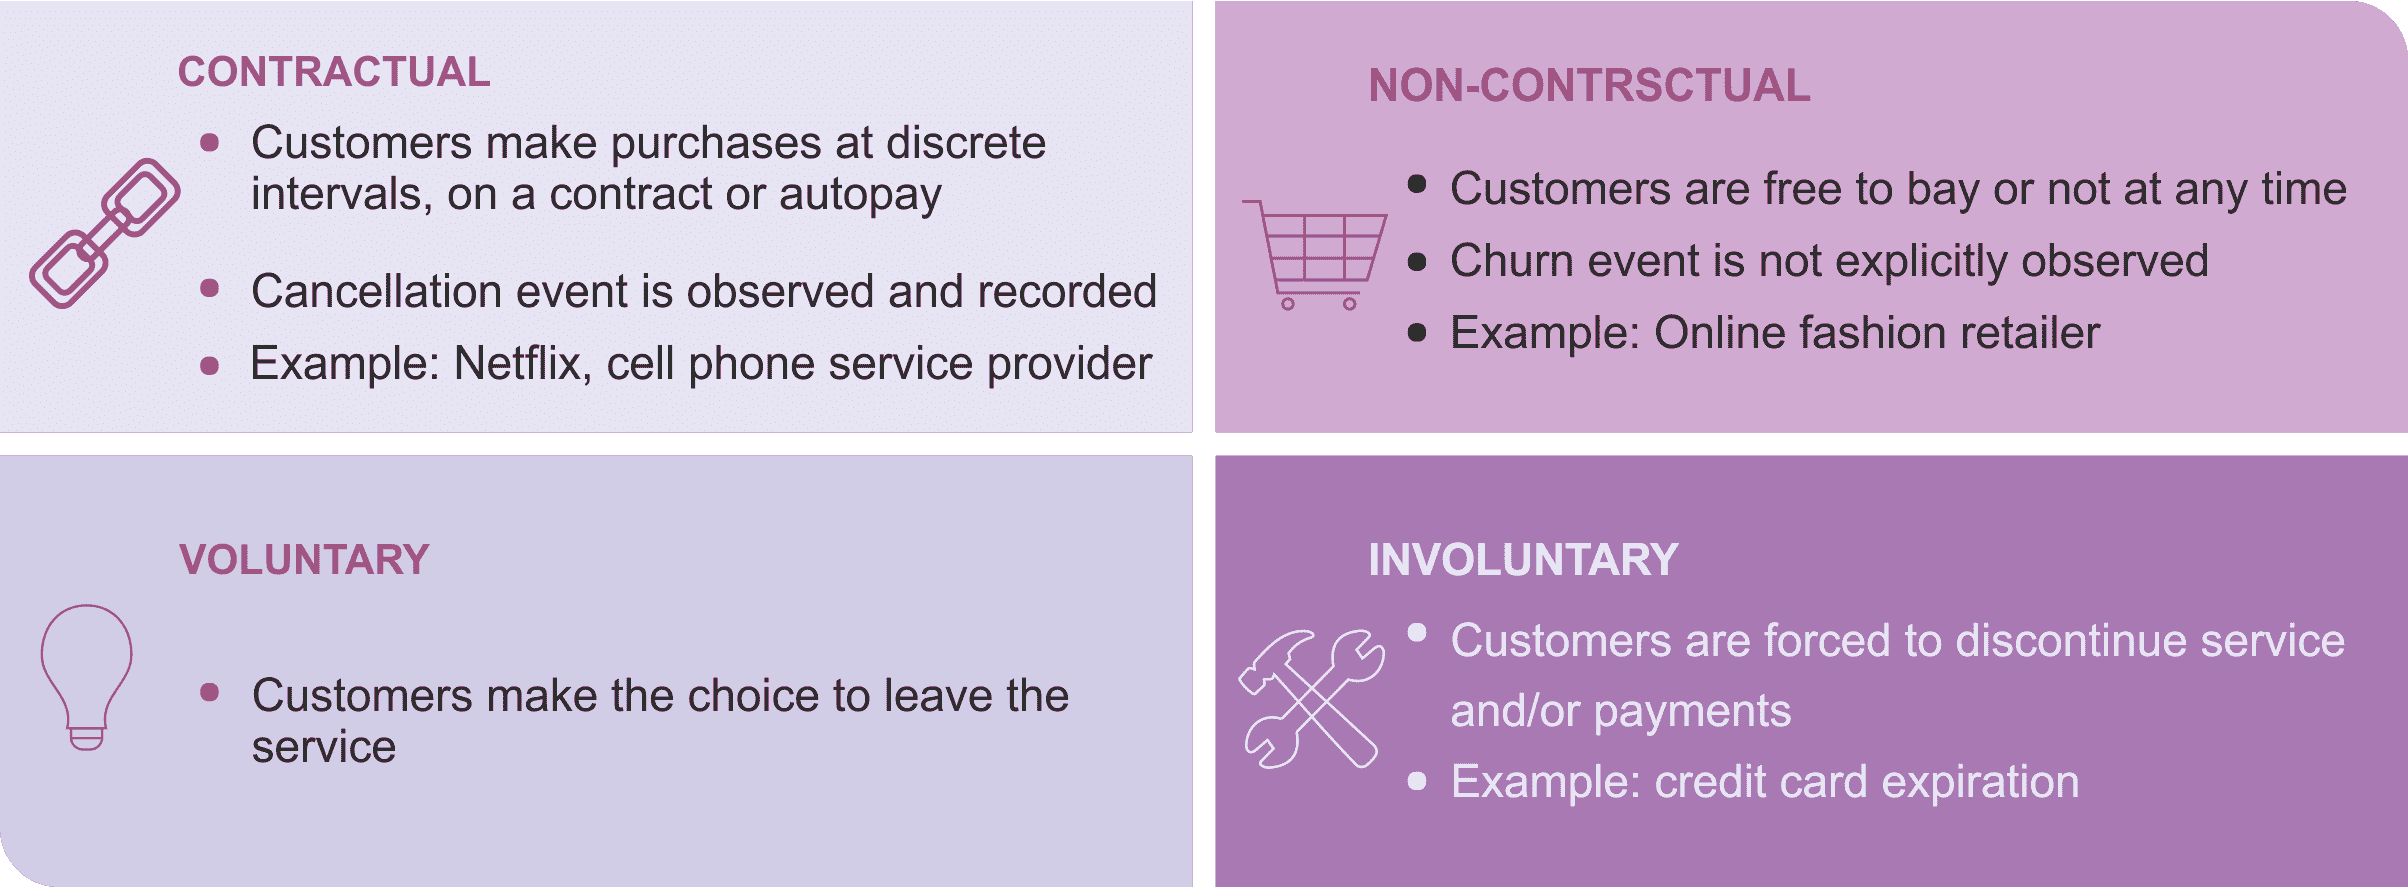 CONTRACTUAL
• Customers make purchases at discrete
intervals, on a contract or autopay
• Cancellation event is observed and recorded
• Example: Netflix, cell phone service provider
NON-CONTRSCTUAL
• Customers are free to bay or not at any time
• Churn event is not explicitly observed
• Example: Online fashion retailer
VOLUNTARY
• Customers make the choice to leave the
service
INVOLUNTARY
• Customers are forced to discontinue service
and/or payments
• Example: credit card expiration